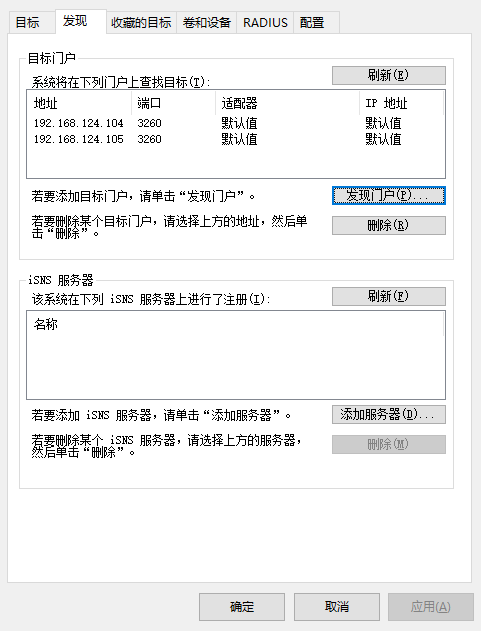 目标 发现 收藏的目标 卷和设备 RADIUS 配置
目标门户
系统将在下列门户上查找目标(T): 刷新(E)
地址 端口 适配器 IP 地址
192.168.124.104 3260 默认值 默认值
192.168.124.105 3260 默认值 默认值
若要添加目标门户，请单击“发现门户”。 发现门户(P)...
若要删除某个目标门户，请选择上方的地址，然后单
击“删除”。 删除(R)
iSNS 服务器
该系统在下列 iSNS 服务器上进行了注册(I): 刷新(F)
名称
若要添加 iSNS 服务器，请单击“添加服务器”。 添加服务器(D)...
若要删除某个 iSNS 服务器，请选择上方的服务器，
然后单击“删除”。 删除(M)
确定 取消 应用(A)